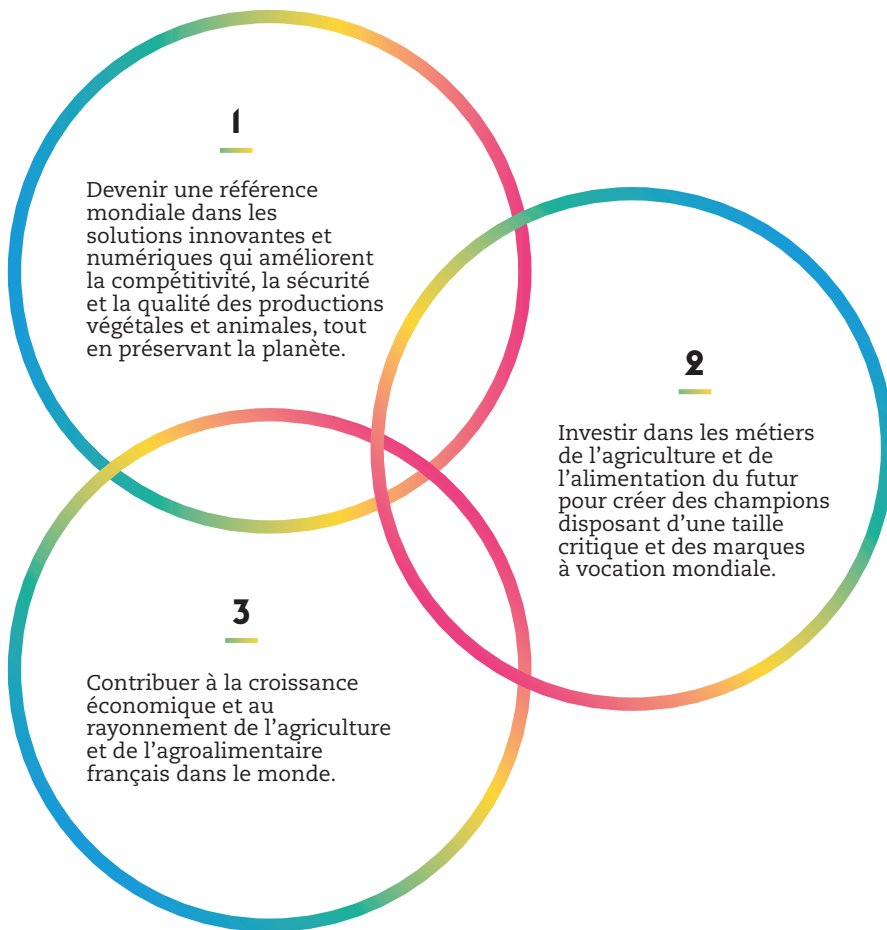 1
Devenir une référence
mondiale dans les
solutions innovantes et
numériques qui améliorent
la compétitivité, la sécurité
et la qualité des productions
végétales et animales, tout
en préservant la planète.
2
Investir dans les métiers
de l’agriculture et de
l’alimentation du futur
pour créer des champions
disposant d’une taille
critique et des marques
à vocation mondiale.
3
Contribuer à la croissance
économique et au
rayonnement de l’agriculture
et de l’agroalimentaire
français dans le monde.